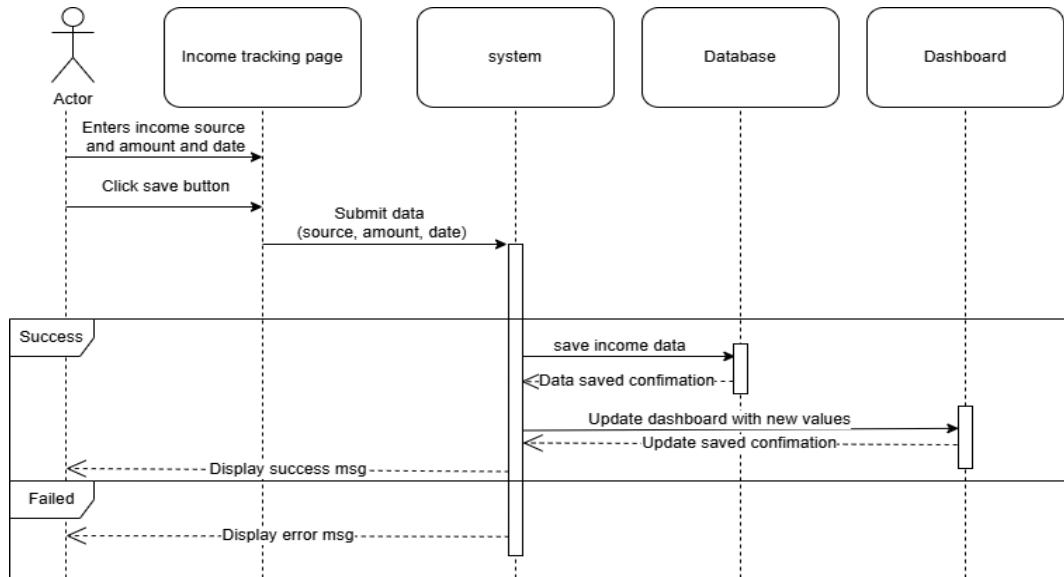 Income tracking page
system
Database
Dashboard
Actor
Enters income source
and amount and date
Click save button
Submit data
(source, amount, date)
Success
save income data
Data saved confimation
Update dashboard with new values
Update saved confimation
Display success msg
Failed
Display error msg